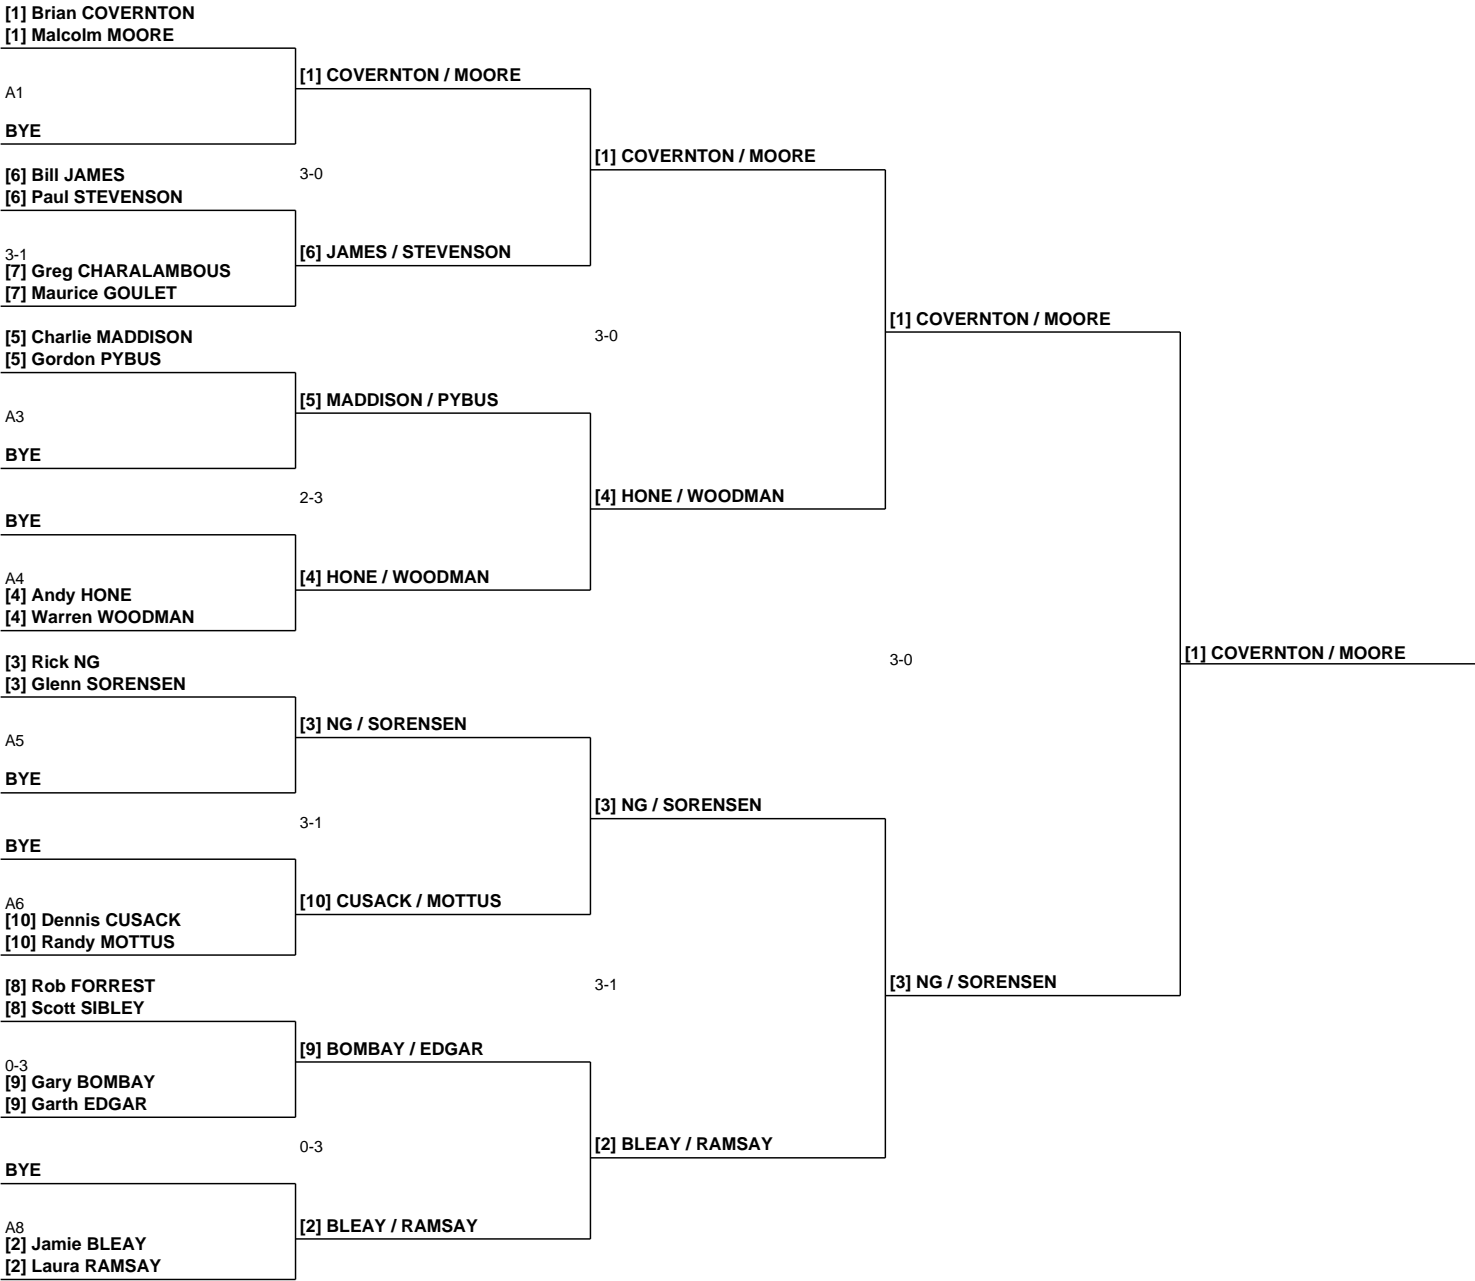 [1] Brian COVERNTON
[1] Malcolm MOORE
[1] COVERNTON / MOORE
A1
BYE
[1] COVERNTON / MOORE
[6] Bill JAMES
3-0
[6] Paul STEVENSON
3-1
[6] JAMES / STEVENSON
[7] Greg CHARALAMBOUS
[7] Maurice GOULET
[1] COVERNTON / MOORE
[5] Charlie MADDISON
3-0
[5] Gordon PYBUS
[5] MADDISON / PYBUS
A3
BYE
2-3
[4] HONE / WOODMAN
BYE
A4
[4] HONE / WOODMAN
[4] Andy HONE
[4] Warren WOODMAN
[3] Rick NG
3-0
[1] COVERNTON / MOORE
[3] Glenn SORENSEN
[3] NG / SORENSEN
A5
BYE
[3] NG / SORENSEN
3-1
BYE
A6
[10] CUSACK / MOTTUS
[10] Dennis CUSACK
[10] Randy MOTTUS
[8] Rob FORREST
3-1
[3] NG / SORENSEN
[8] Scott SIBLEY
[9] BOMBAY / EDGAR
0-3
[9] Gary BOMBAY
[9] Garth EDGAR
0-3
[2] BLEAY / RAMSAY
BYE
A8
[2] BLEAY / RAMSAY
[2] Jamie BLEAY
[2] Laura RAMSAY